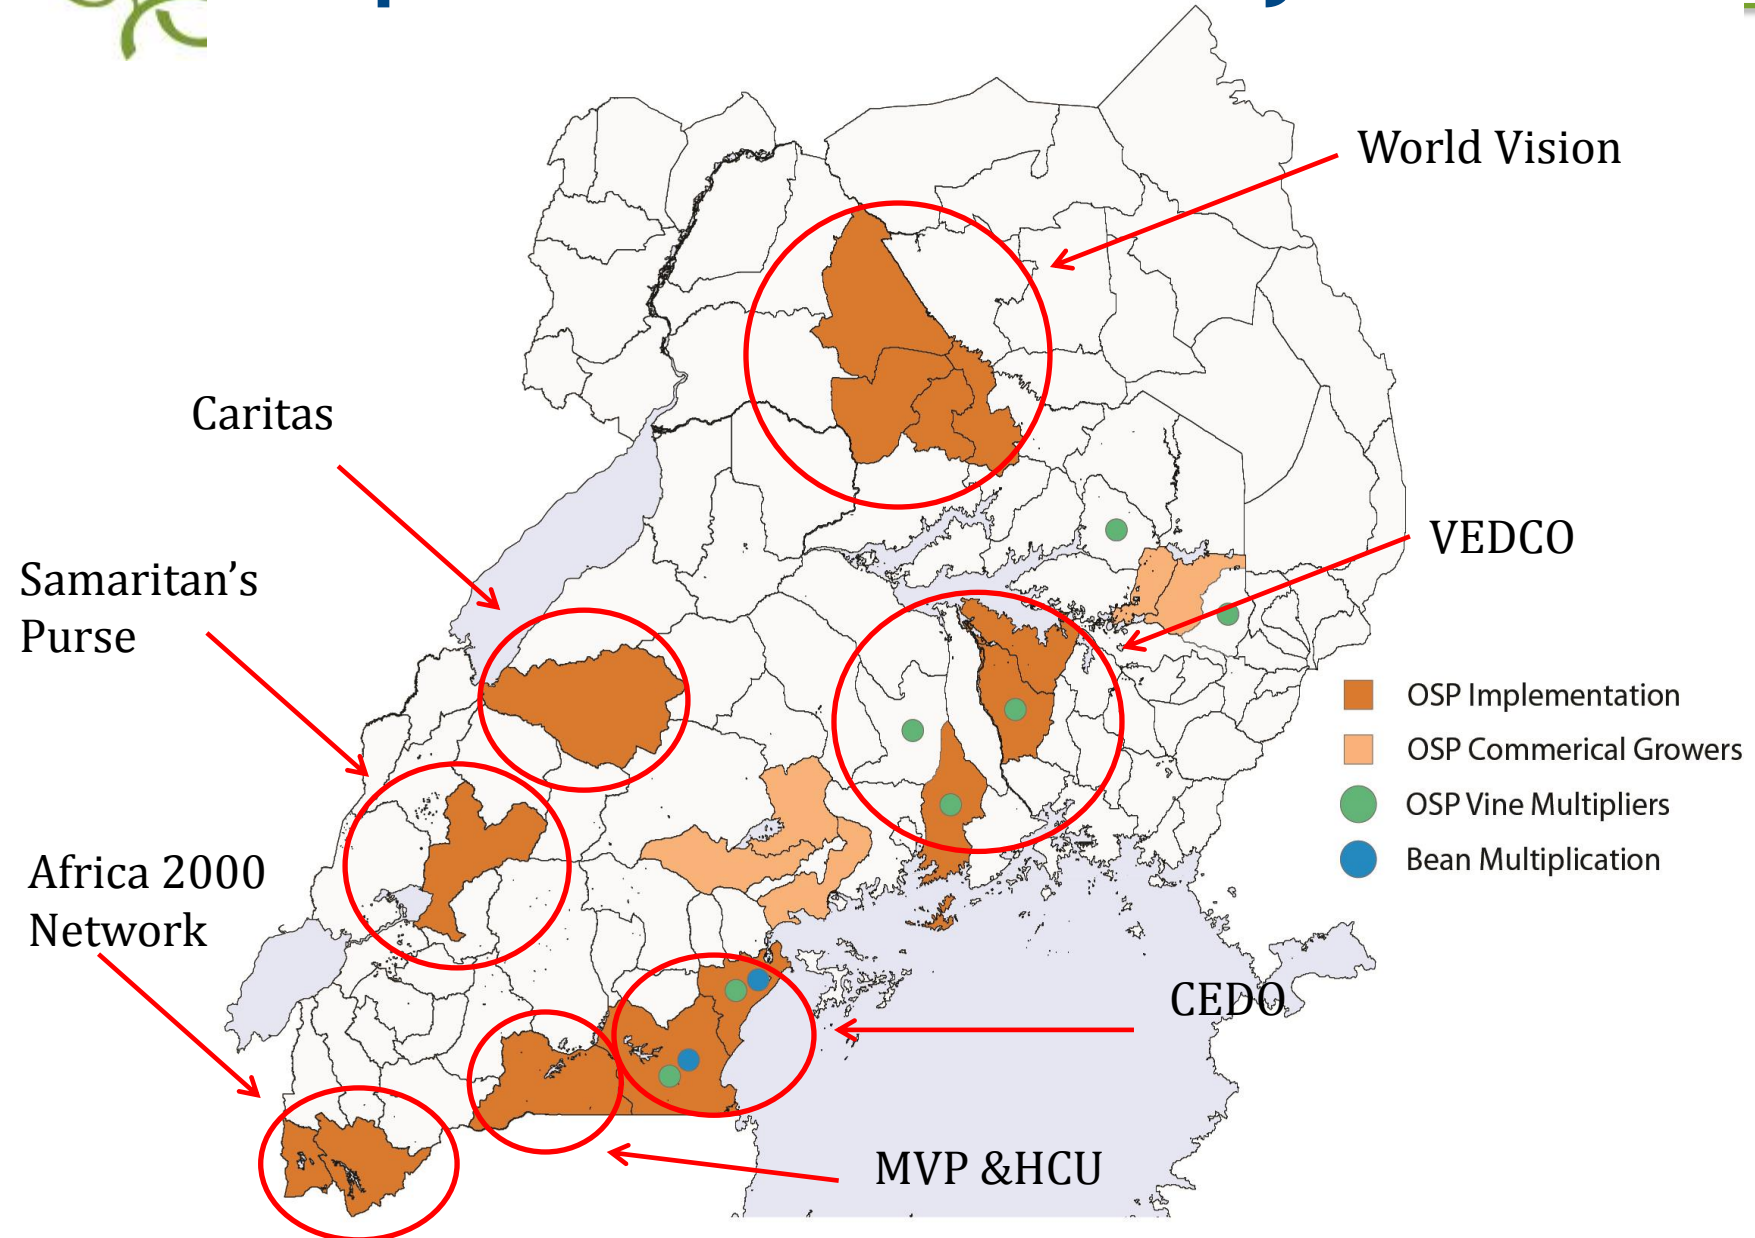 World Vision
Caritas
VEDCO
Samaritan's
Purse
OSP Implementation
OSP Commerical Growers
OSP Vine Multipliers
Bean Multiplication
Africa 2000
Network
CEDO
MVP &HCU